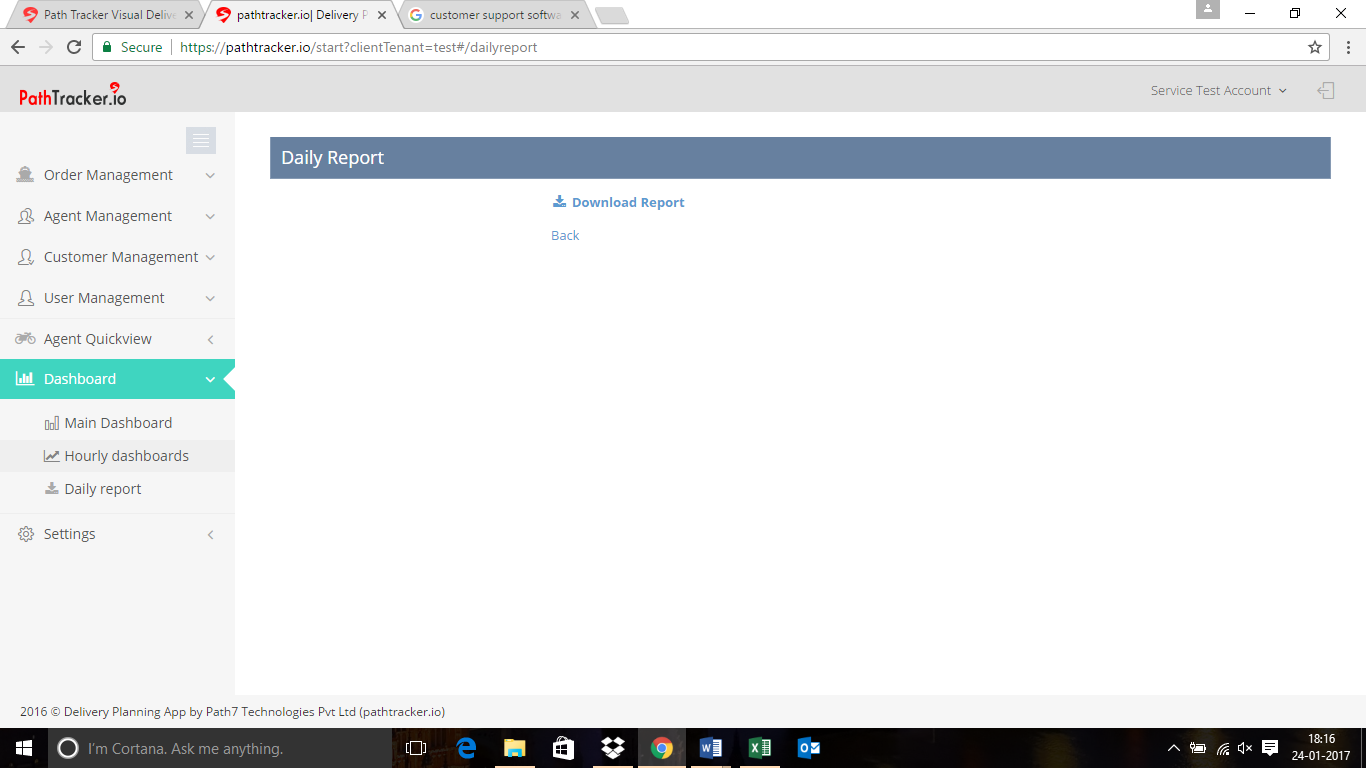 Path Tracker Visual Delive
pathtracker.io| Delivery P
customer support softwa
Secure
https://pathtracker.io/start?clientTenant=test#/dailyreport
PathTracker.io
Service Test Account
Daily Report
Order Management
Download Report
Agent Management
Back
Customer Management
User Management
Agent Quickview
Dashboard
Main Dashboard
Hourly dashboards
Daily report
Settings
2016 © Delivery Planning App by Path7 Technologies Pvt Ltd (pathtracker.io)
I'm Cortana. Ask me anything.
18:16
24-01-2017